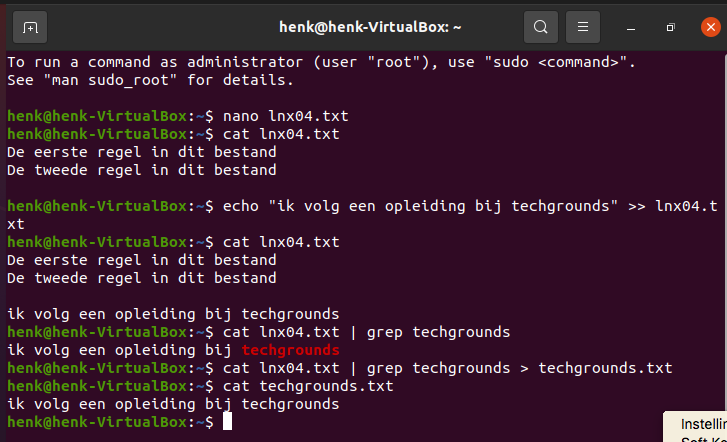 henk@henk-VirtualBox: ~
To run a command as administrator (user "root"), use "sudo <command>".
See "man sudo_root" for details.
henk@henk-VirtualBox:~$ nano lnx04.txt
henk@henk-VirtualBox:~$ cat lnx04.txt
De eerste regel in dit bestand
De tweede regel in dit bestand
henk@henk-VirtualBox:~$ echo "ik volg een opleiding bij techgrounds" >> lnx04.t
xt
henk@henk-VirtualBox:~$ cat lnx04.txt
De eerste regel in dit bestand
De tweede regel in dit bestand
ik volg een opleiding bij techgrounds
henk@henk-VirtualBox:~$ cat lnx04.txt | grep techgrounds
ik volg een opleiding bij techgrounds
henk@henk-VirtualBox:~$ cat lnx04.txt | grep techgrounds > techgrounds.txt
henk@henk-VirtualBox:~$ cat techgrounds.txt
ik volg een opleiding bij techgrounds
henk@henk-VirtualBox:~$